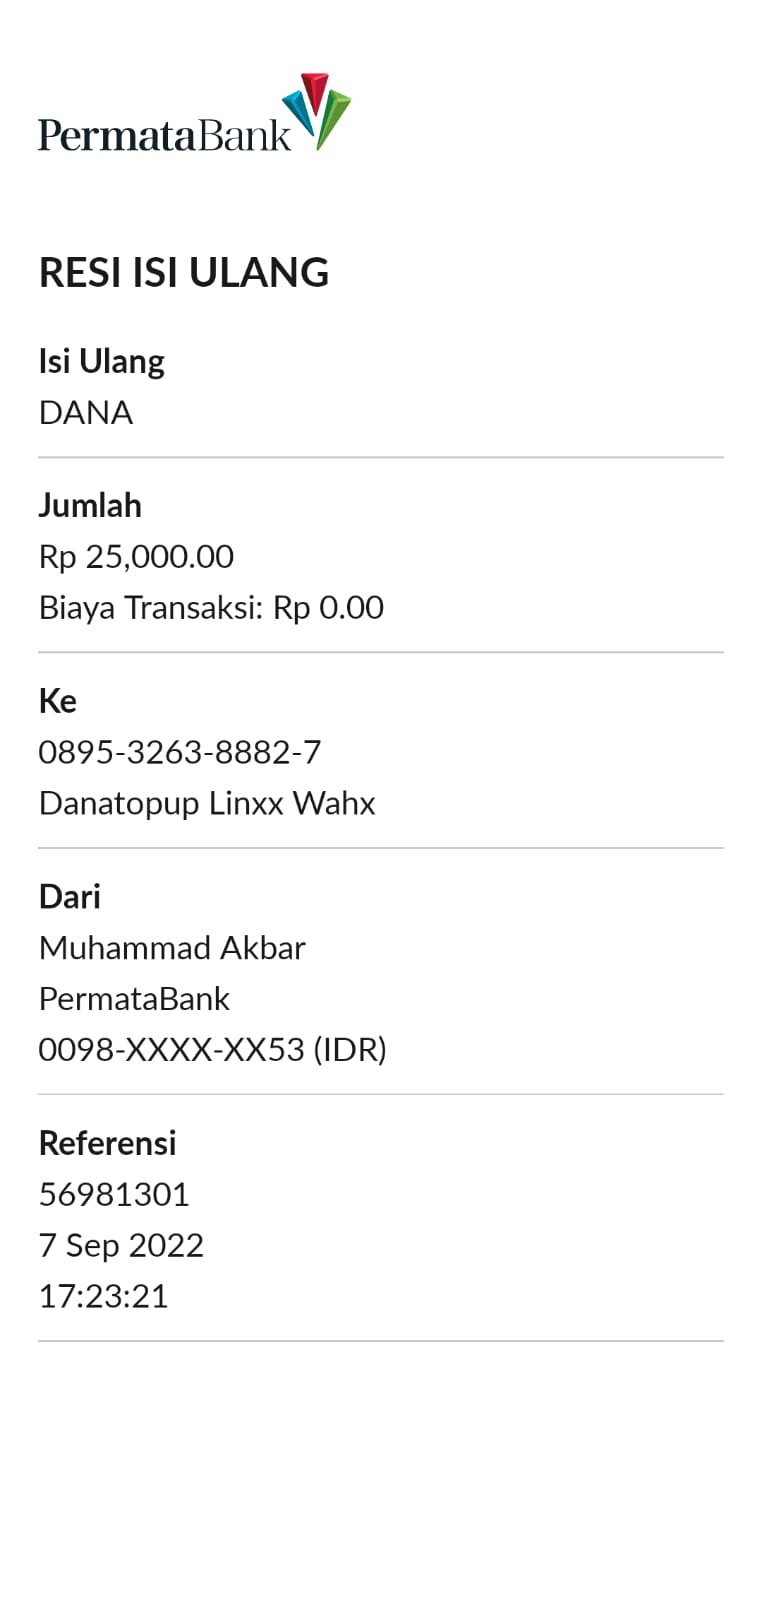 PermataBank
RESI ISI ULANG
Isi Ulang
DANA
Jumlah
Rp 25,000.00
Biaya Transaksi: Rp 0.00
Ke
0895-3263-8882-7
Danatopup Linxx Wahx
Dari
Muhammad Akbar
PermataBank
0098-XXXX-XX53 (IDR)
Referensi
56981301
7 Sep 2022
17:23:21